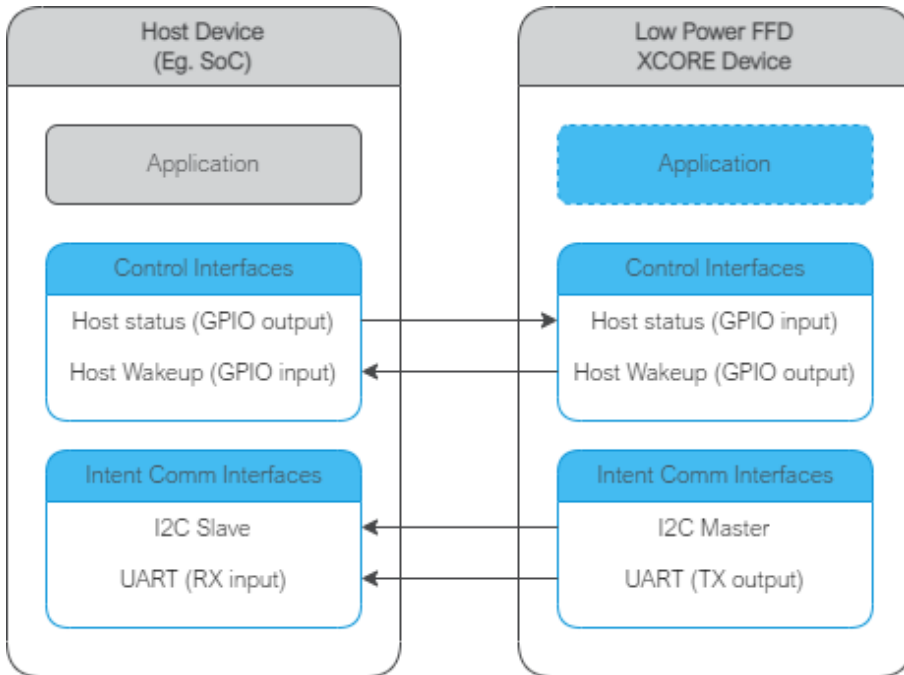 Host Device
(Eg. SoC)
Application
Control Interfaces
Host status (GPIO output)
Host Wakeup (GPIO input)
Intent Comm Interfaces
I2C Slave
UART (RX input)
Low Power FFD
XCORE Device
Application
Control Interfaces
Host status (GPIO input)
Host Wakeup (GPIO output)
Intent Comm Interfaces
I2C Master
UART (TX output)